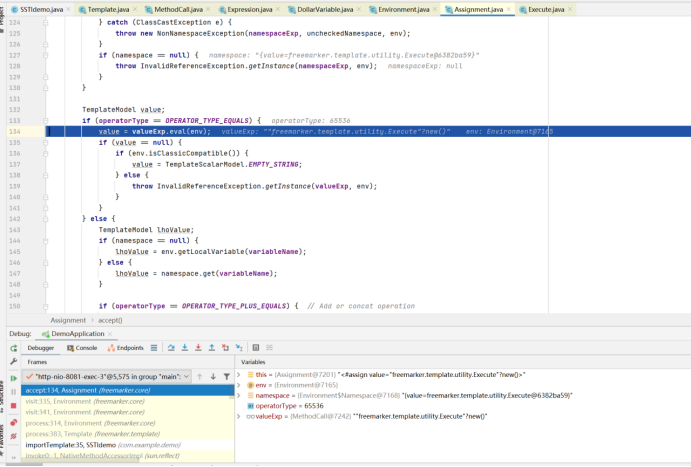 SSTIdemo.java
Template.java
MethodCall.java
Expression.java
DollarVariable.java
Environment.java
Assignment.java
Execute.java
Project
124 } catch (ClassCastException e) {
125 throw new NonNamespaceException(namespaceExp, uncheckedNamespace, env);
126 }
127 if (namespace == null) { namespace: "{value=freemarker.template.utility.Execute@6382ba59}"
128 throw InvalidReferenceException.getInstance(namespaceExp, env); namespaceExp: null
129 }
130 }
131
132 TemplateModel value;
133 if (operatorType == OPERATOR_TYPE_EQUALS) { operatorType: 65536
134 value = valueExp.eval(env); valueExp: ""freemarker.template.utility.Execute"?new()" env: Environment@7165
135 if (value == null) {
136 if (env.isClassicCompatible()) {
137 value = TemplateScalarModel.EMPTY_STRING;
138 } else {
139 throw InvalidReferenceException.getInstance(valueExp, env);
140 }
141 }
142 } else {
143 TemplateModel lhoValue;
144 if (namespace == null) {
145 lhoValue = env.getLocalVariable(variableName);
146 } else {
147 lhoValue = namespace.get(variableName);
148 }
149
150 if (operatorType == OPERATOR_TYPE_PLUS_EQUALS) { // Add or concat operation
Assignment > accept()
Debug: DemoApplication
Debugger Console Endpoints
Frames
Variables
"http-nio-8081-exec-3"@5,575 in group "main":
accept:134, Assignment (freemarker.core)
visit:335, Environment (freemarker.core)
visit:341, Environment (freemarker.core)
process:314, Environment (freemarker.core)
process:383, Template (freemarker.template)
importTemplate:35, SSTIdemo (com.example.demo)
invoke0:-1, NativeMethodAccessorImpl (sun.reflect)
this = {Assignment@7201} "<#assign value="freemarker.template.utility.Execute"?new()>"
env = {Environment@7165}
namespace = {Environment$Namespace@7168} "{value=freemarker.template.utility.Execute@6382ba59}"
operatorType = 65536
valueExp = {MethodCall@7242} ""freemarker.template.utility.Execute"?new()"
Structure
Favorites